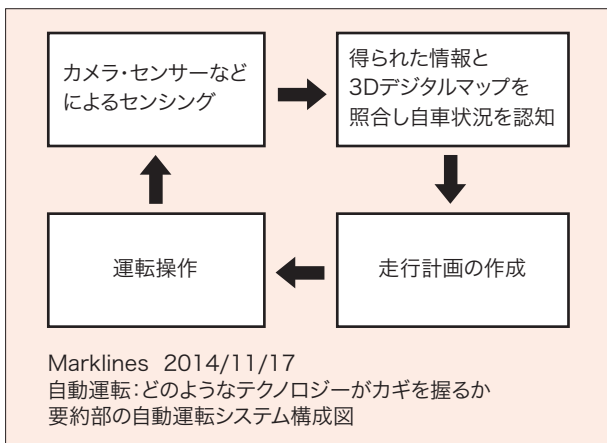 カメラ・センサーなど
によるセンシング
得られた情報と
3Dデジタルマップを
照合し自車状況を認知
運転操作
走行計画の作成
Marklines 2014/11/17
自動運転：どのようなテクノロジーがカギを握るか
要約部の自動運転システム構成図